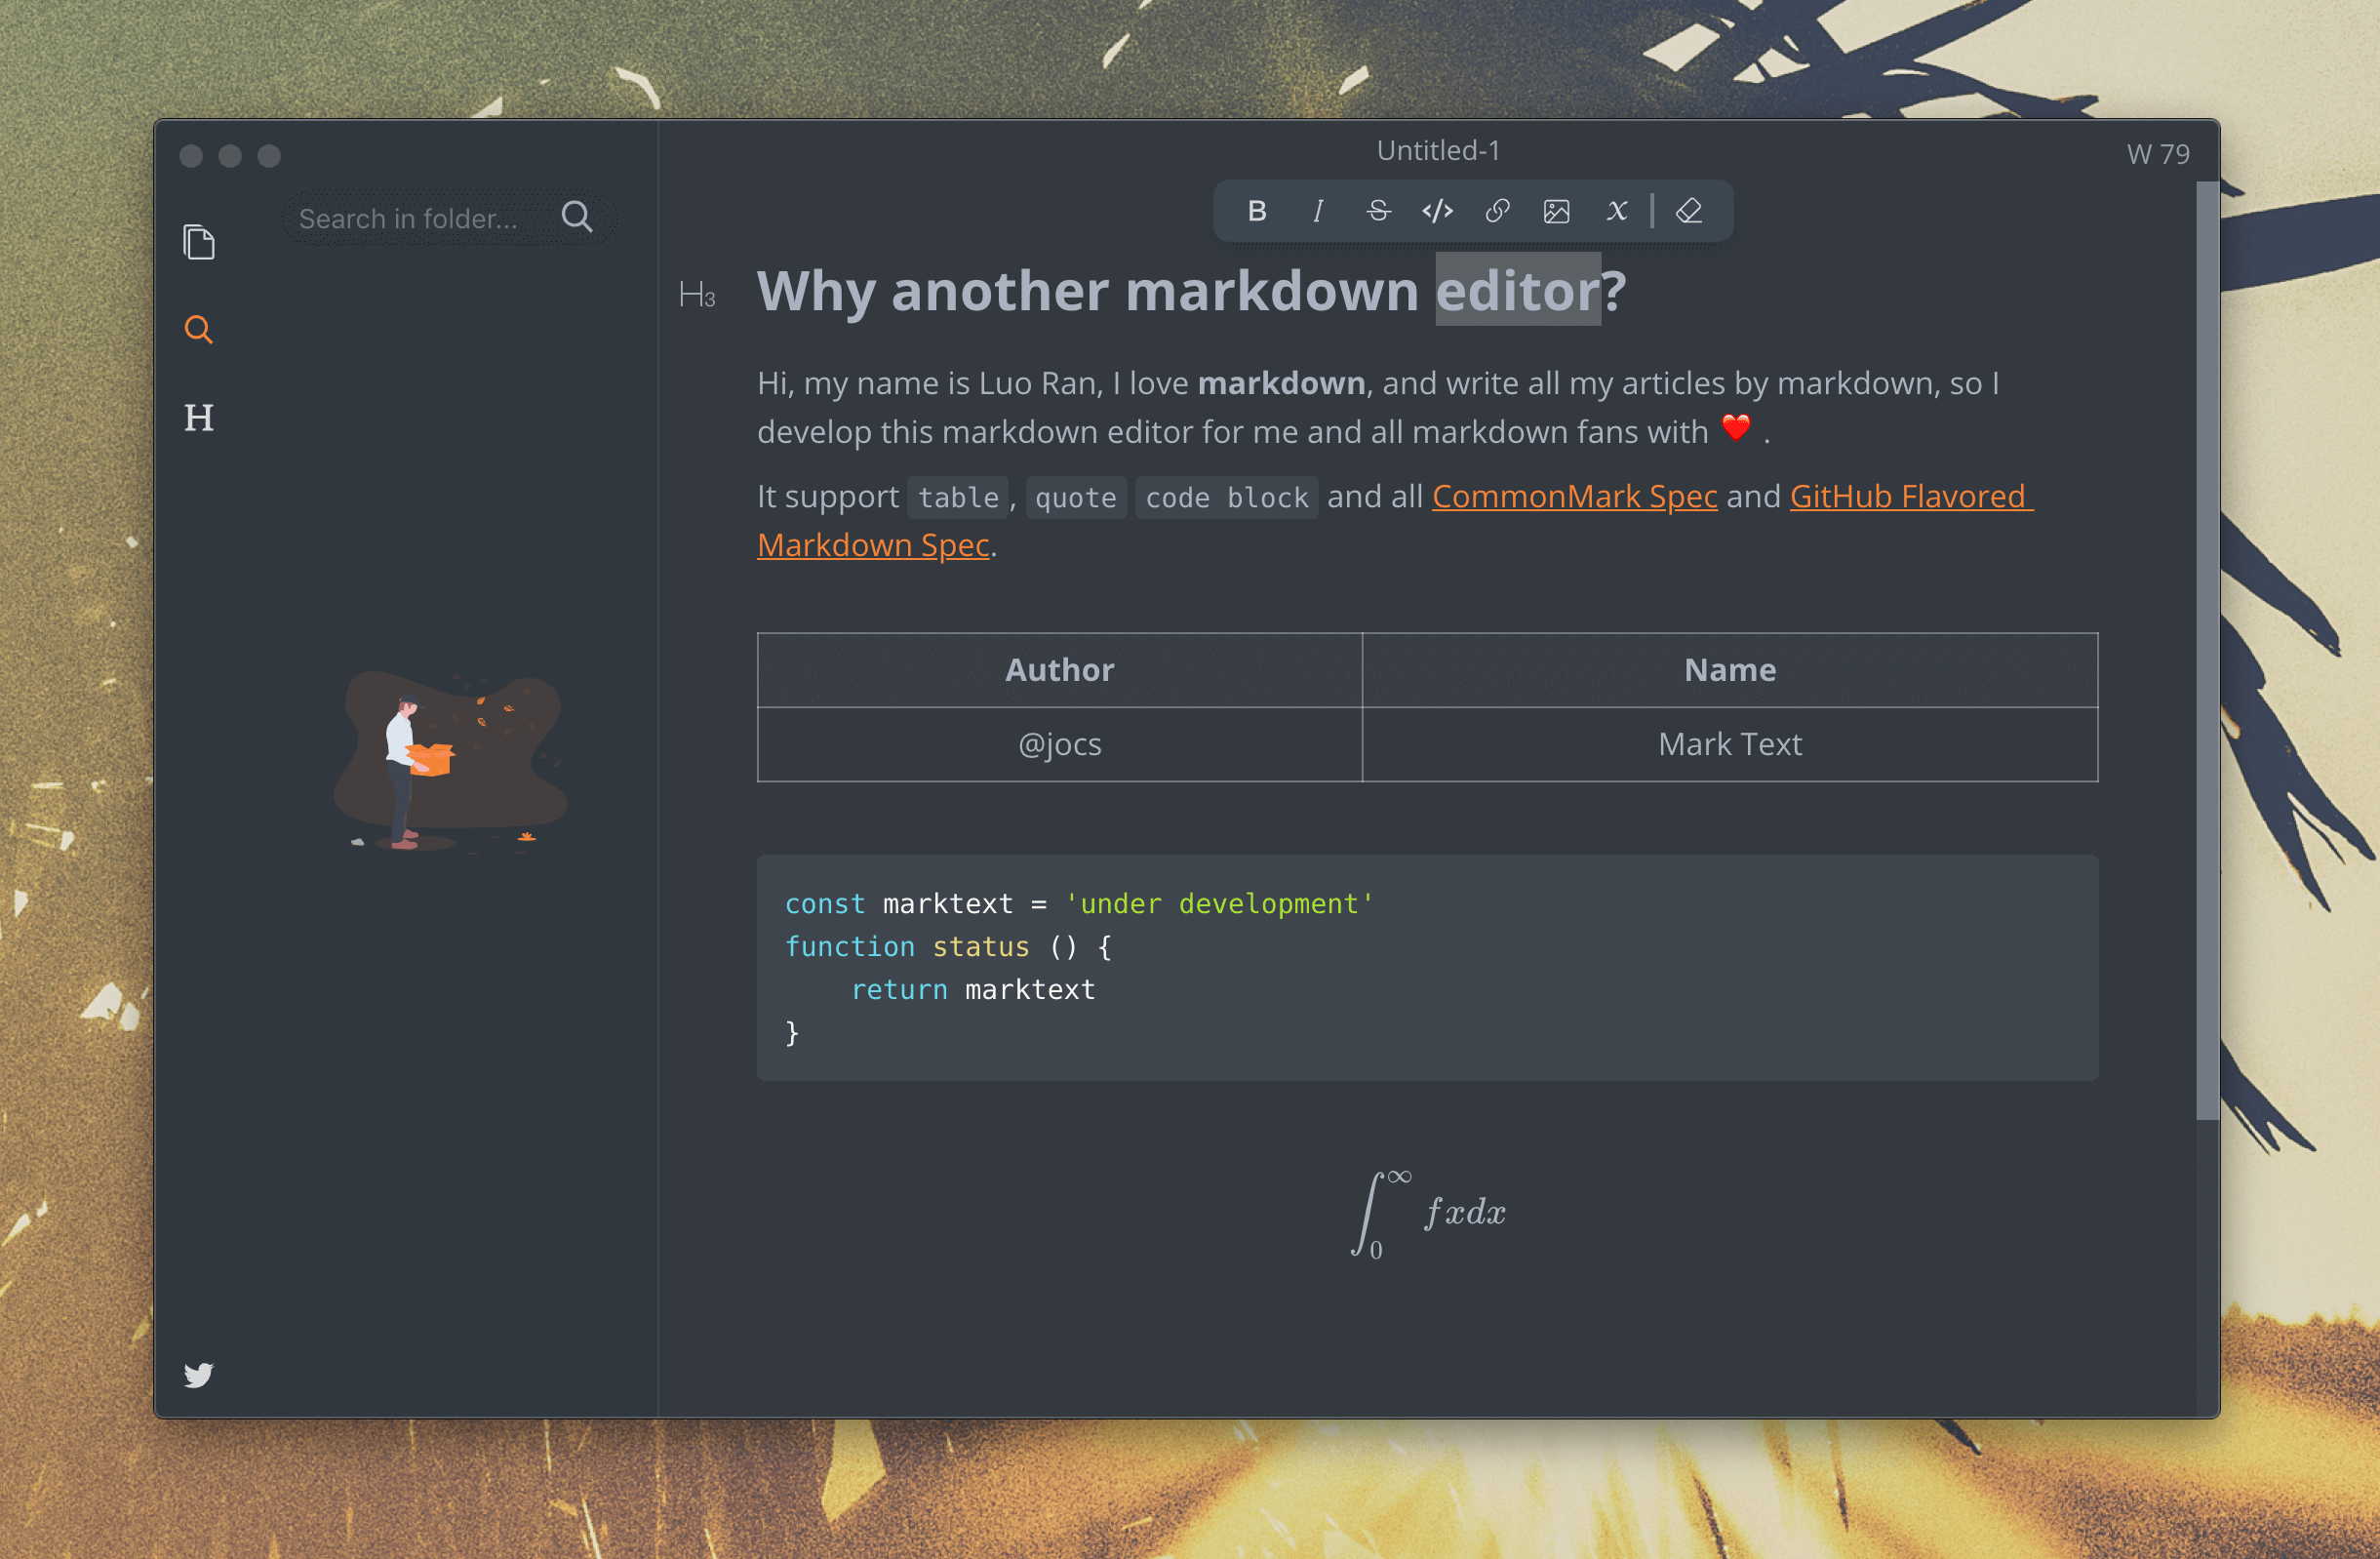 Untitled-1
W 79
Search in folder...
B I S </> x
H
H3
Why another markdown editor?
Hi, my name is Luo Ran, I love markdown, and write all my articles by markdown, so I
develop this markdown editor for me and all markdown fans with ❤️ .
It support table, quote code block and all CommonMark Spec and GitHub Flavored
Markdown Spec.
Author Name
@jocs Mark Text
const marktext = 'under development'
function status () {
    return marktext
}
∫₀^∞ fxdx